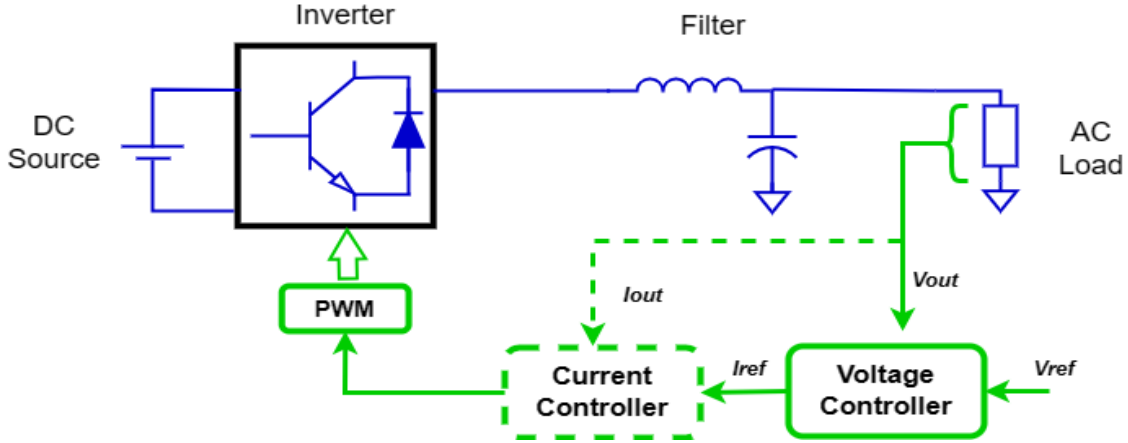 Inverter
Filter
DC
Source
AC
Load
PWM
Iout
Vout
Current
Controller
Iref
Voltage
Controller
Vref